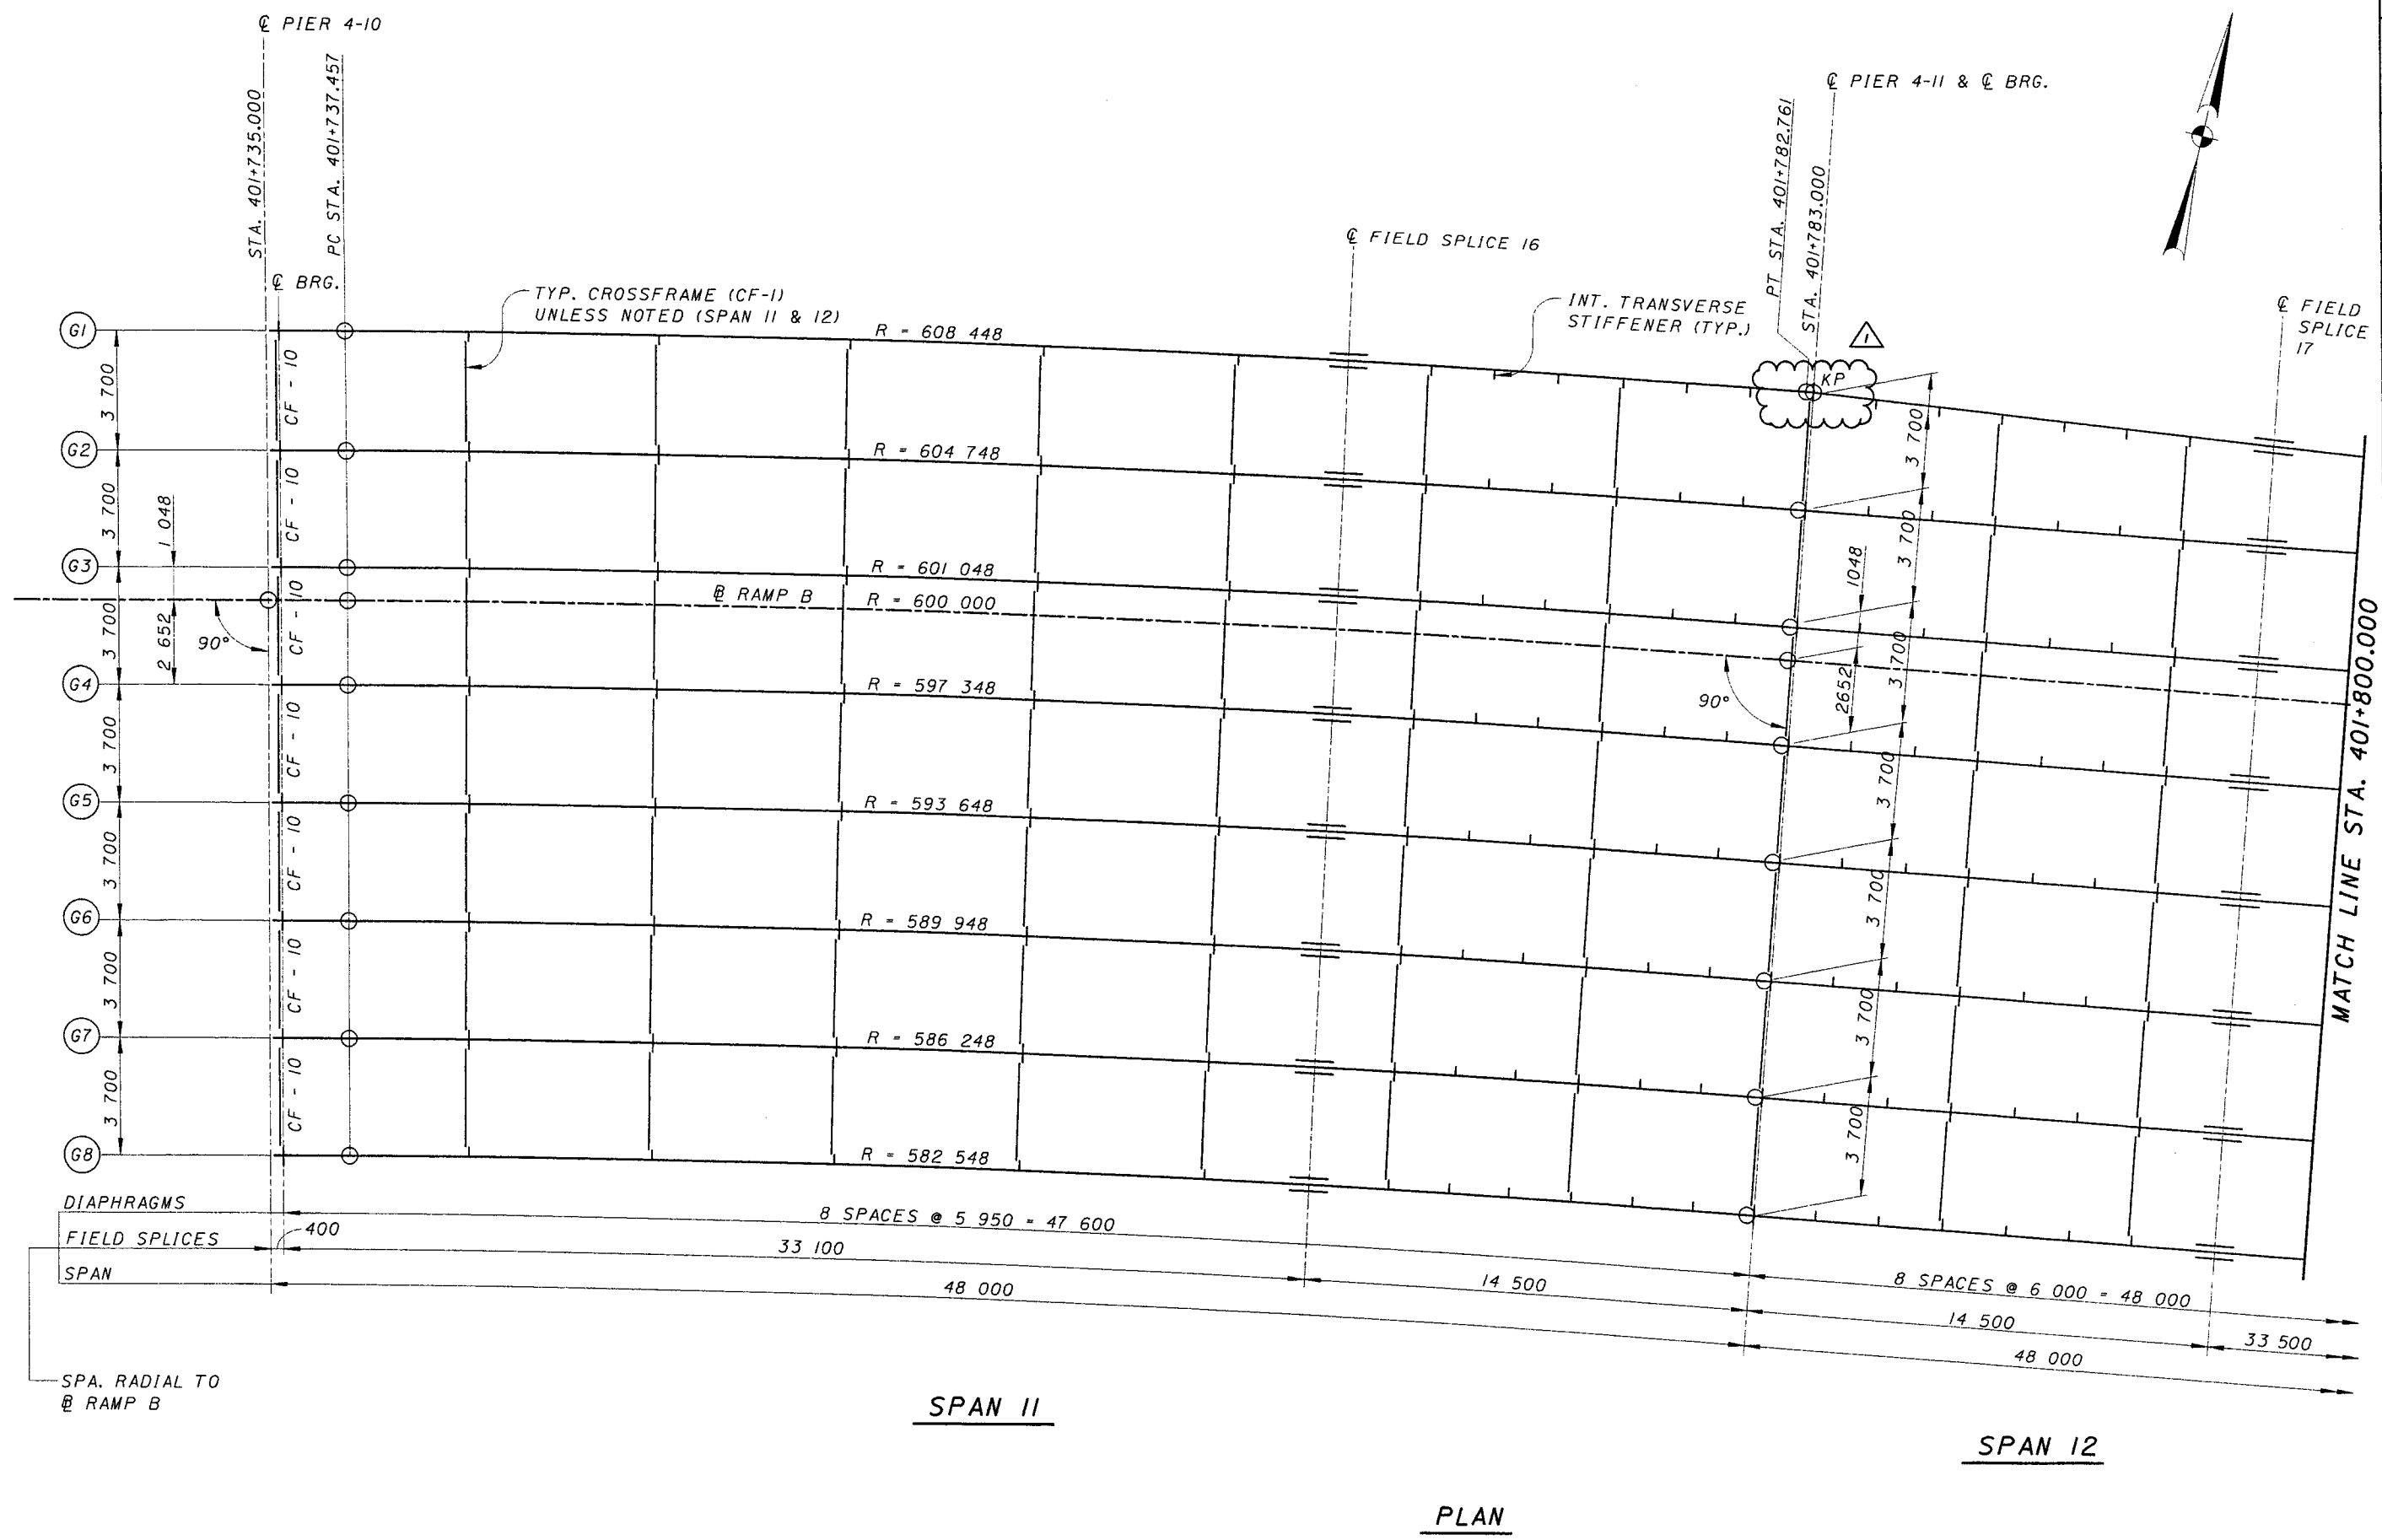 ℄ PIER 4-10
STA. 401+735.000
PC STA. 401+737.457
℄ BRG.
TYP. CROSSFRAME (CF-1)
UNLESS NOTED (SPAN 11 & 12)
℄ FIELD SPLICE 16
INT. TRANSVERSE
STIFFENER (TYP.)
PT STA. 401+782.761
STA. 401+783.000
℄ PIER 4-11 & ℄ BRG.
1
KP
℄ FIELD
SPLICE
17
G1
R = 608 448
3 700
CF - 10
3 700
G2
R = 604 748
3 700
CF - 10
1 048
3 700
G3
R = 601 048
1048
3 700
CF - 10
℄ RAMP B
R = 600 000
2 652
90°
3 700
90°
2652
G4
R = 597 348
3 700
CF - 10
3 700
G5
R = 593 648
3 700
CF - 10
3 700
G6
R = 589 948
3 700
CF - 10
3 700
G7
R = 586 248
3 700
CF - 10
3 700
G8
R = 582 548
MATCH LINE STA. 401+800.000
DIAPHRAGMS
8 SPACES @ 5 950 = 47 600
8 SPACES @ 6 000 = 48 000
FIELD SPLICES
400
33 100
14 500
14 500
33 500
SPAN
48 000
48 000
SPA. RADIAL TO
℄ RAMP B
SPAN 11
SPAN 12
PLAN